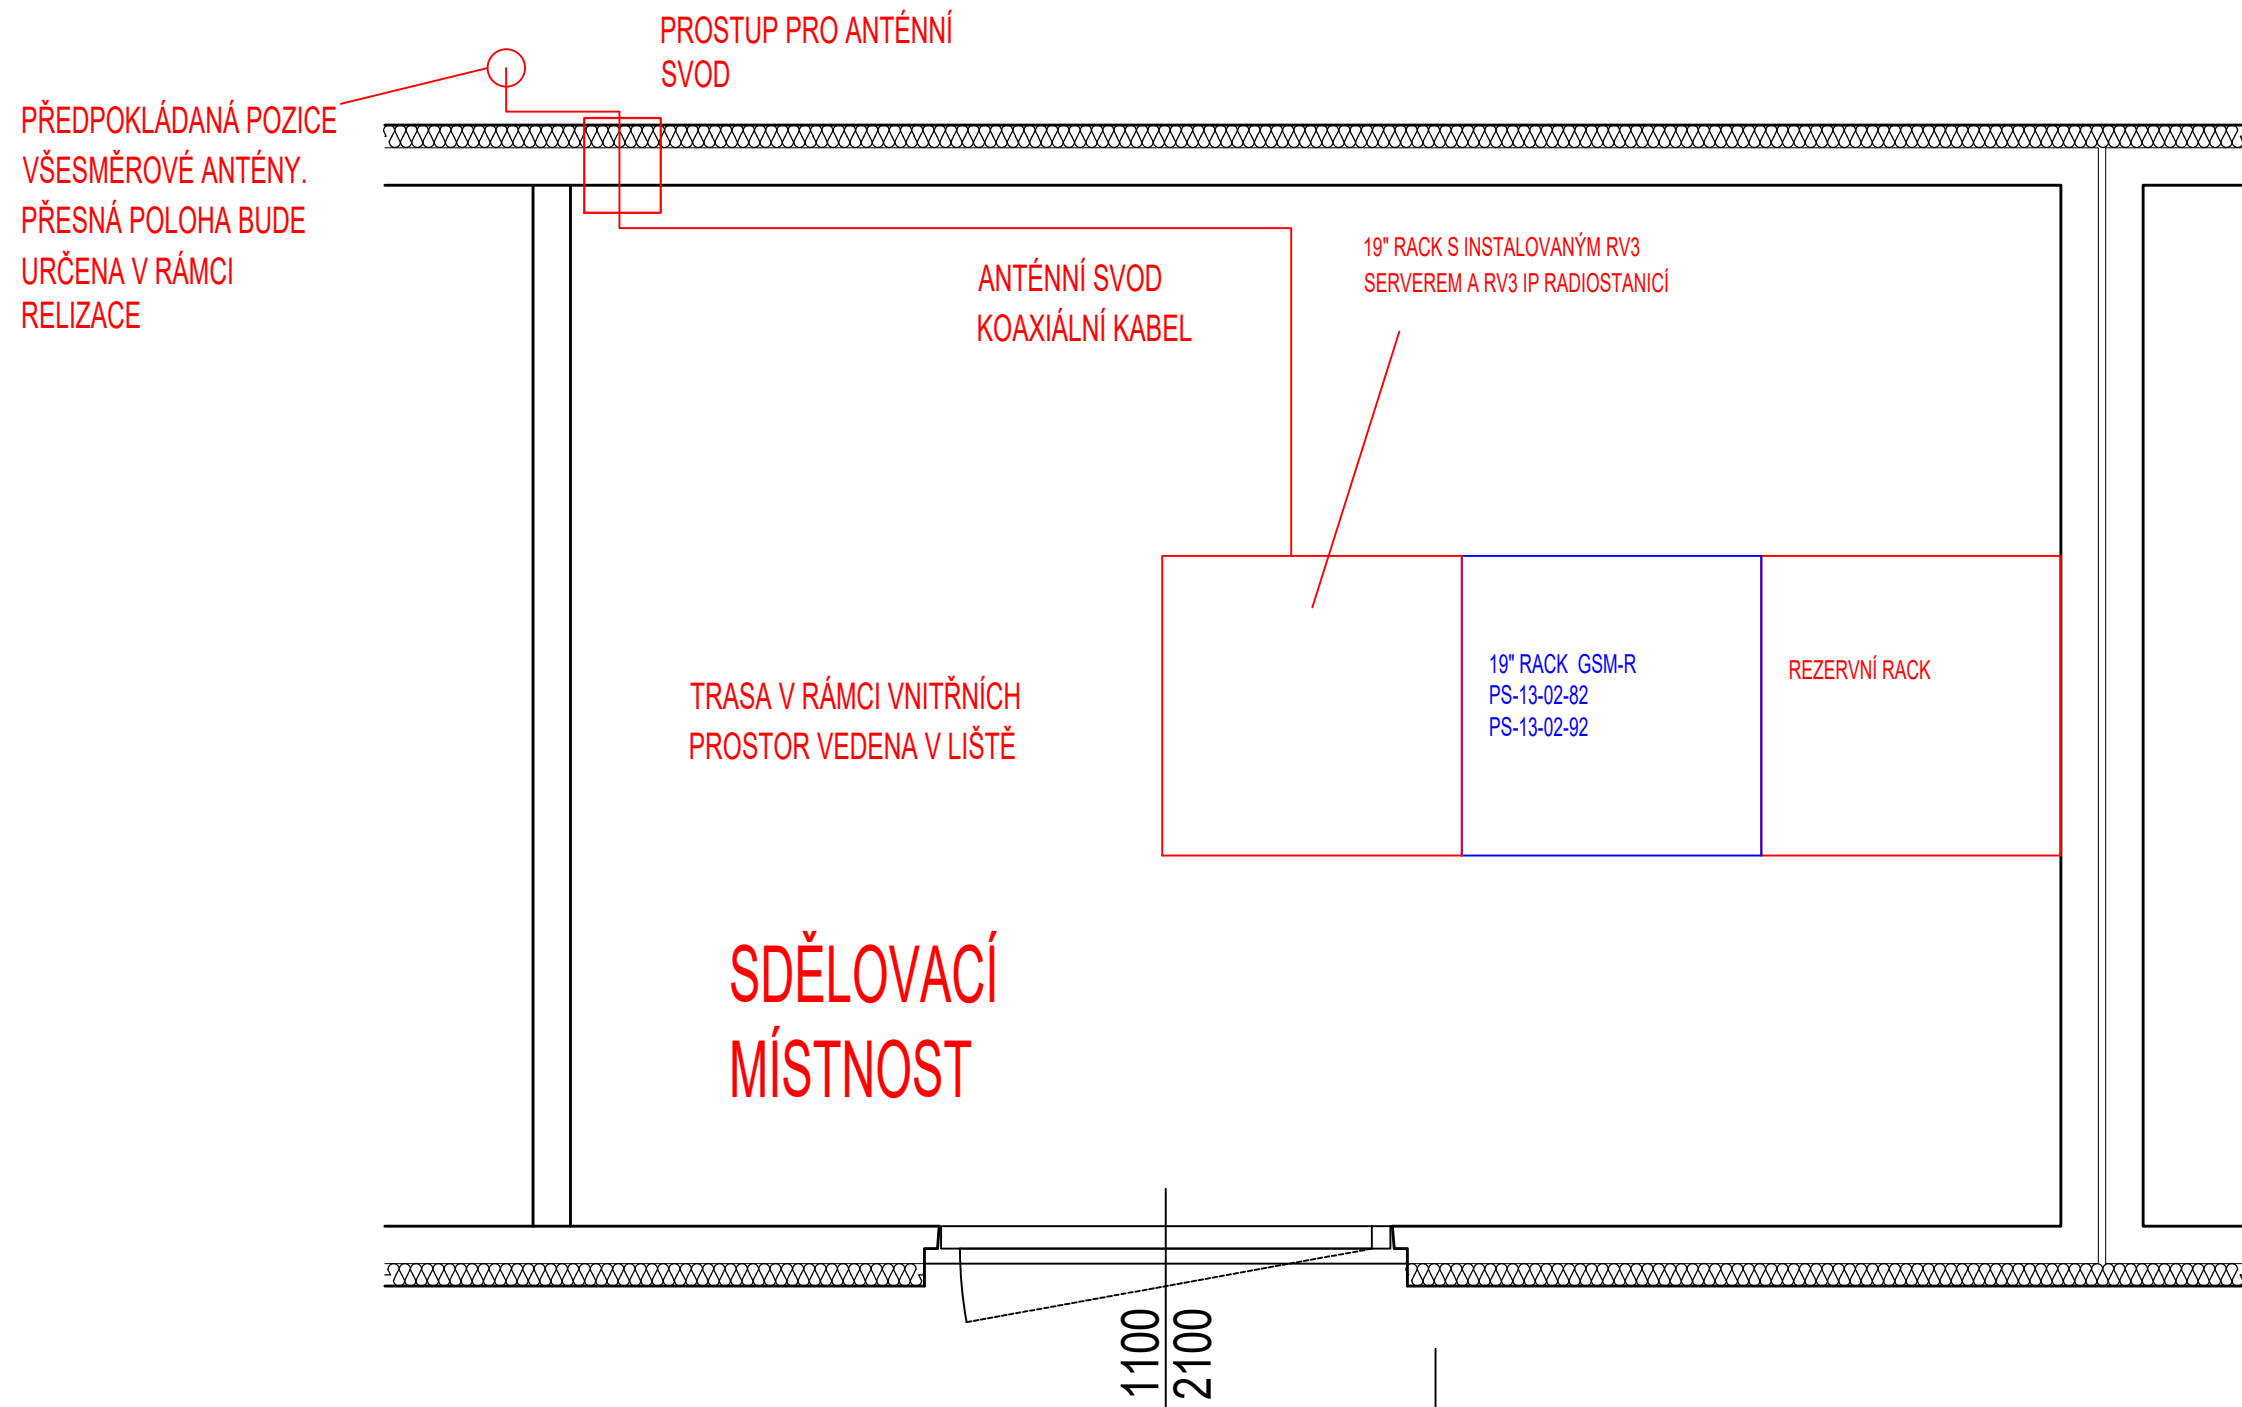 PROSTUP PRO ANTÉNNÍ
SVOD
PŘEDPOKLÁDANÁ POZICE
VŠESMĚROVÉ ANTÉNY.
PŘESNÁ POLOHA BUDE
URČENA V RÁMCI
RELIZACE
ANTÉNNÍ SVOD
KOAXIÁLNÍ KABEL
19" RACK S INSTALOVANÝM RV3
SERVEREM A RV3 IP RADIOSTANICÍ
TRASA V RÁMCI VNITŘNÍCH
PROSTOR VEDENA V LIŠTĚ
19" RACK GSM-R
PS-13-02-82
PS-13-02-92
REZERVNÍ RACK
SDĚLOVACÍ
MÍSTNOST
1100
2100